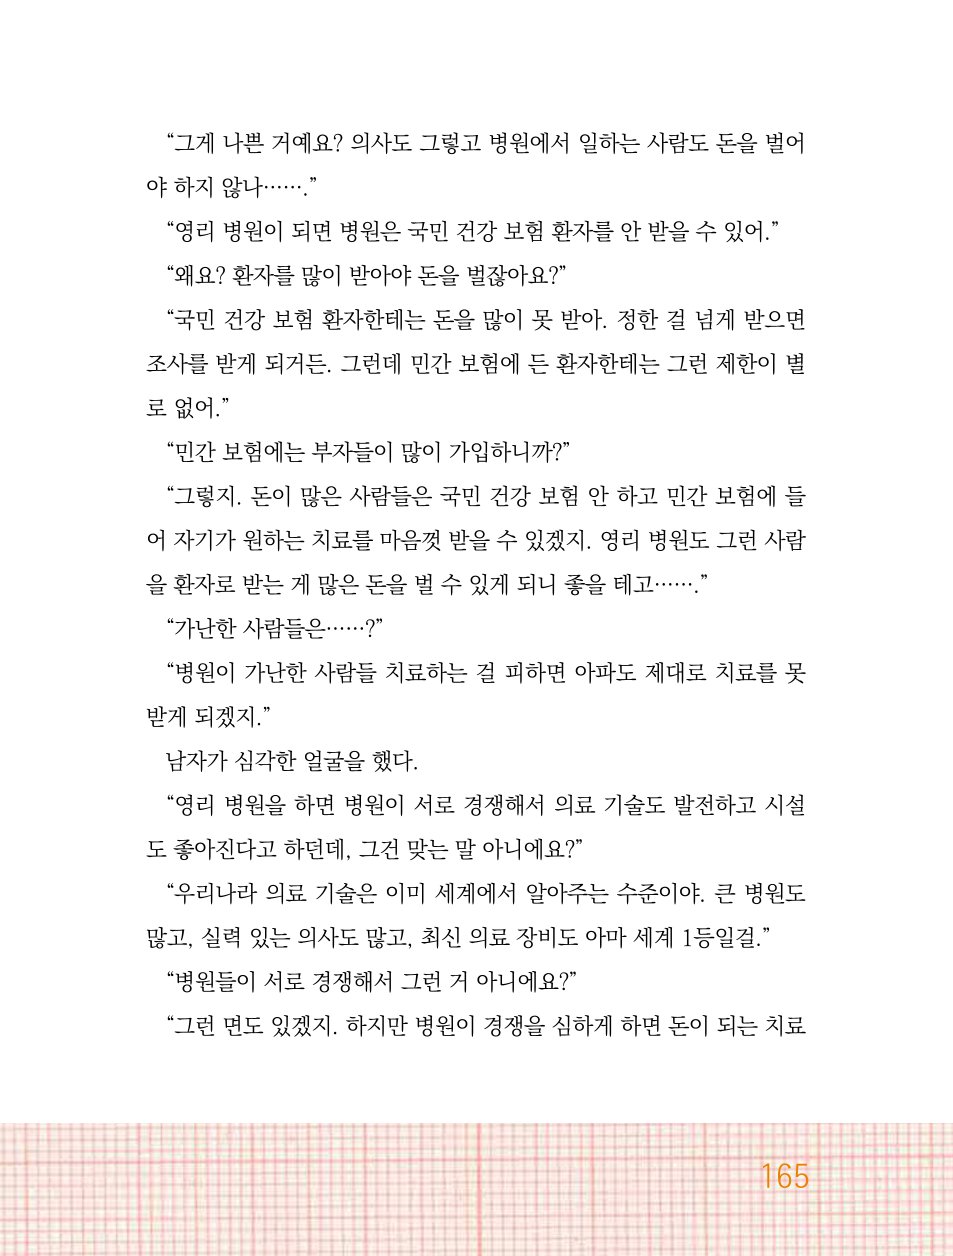 “그게 나쁜 거예요? 의사도 그렇고 병원에서 일하는 사람도 돈을 벌어
야 하지 않나…….”
“영리 병원이 되면 병원은 국민 건강 보험 환자를 안 받을 수 있어.”
“왜요? 환자를 많이 받아야 돈을 벌잖아요?”
“국민 건강 보험 환자한테는 돈을 많이 못 받아. 정한 걸 넘게 받으면
조사를 받게 되거든. 그런데 민간 보험에 든 환자한테는 그런 제한이 별
로 없어.”
“민간 보험에는 부자들이 많이 가입하니까?”
“그렇지. 돈이 많은 사람들은 국민 건강 보험 안 하고 민간 보험에 들
어 자기가 원하는 치료를 마음껏 받을 수 있겠지. 영리 병원도 그런 사람
을 환자로 받는 게 많은 돈을 벌 수 있게 되니 좋을 테고…….”
“가난한 사람들은……?”
“병원이 가난한 사람들 치료하는 걸 피하면 아파도 제대로 치료를 못
받게 되겠지.”
남자가 심각한 얼굴을 했다.
“영리 병원을 하면 병원이 서로 경쟁해서 의료 기술도 발전하고 시설
도 좋아진다고 하던데, 그건 맞는 말 아니에요?”
“우리나라 의료 기술은 이미 세계에서 알아주는 수준이야. 큰 병원도
많고, 실력 있는 의사도 많고, 최신 의료 장비도 아마 세계 1등일걸.”
“병원들이 서로 경쟁해서 그런 거 아니에요?”
“그런 면도 있겠지. 하지만 병원이 경쟁을 심하게 하면 돈이 되는 치료
165